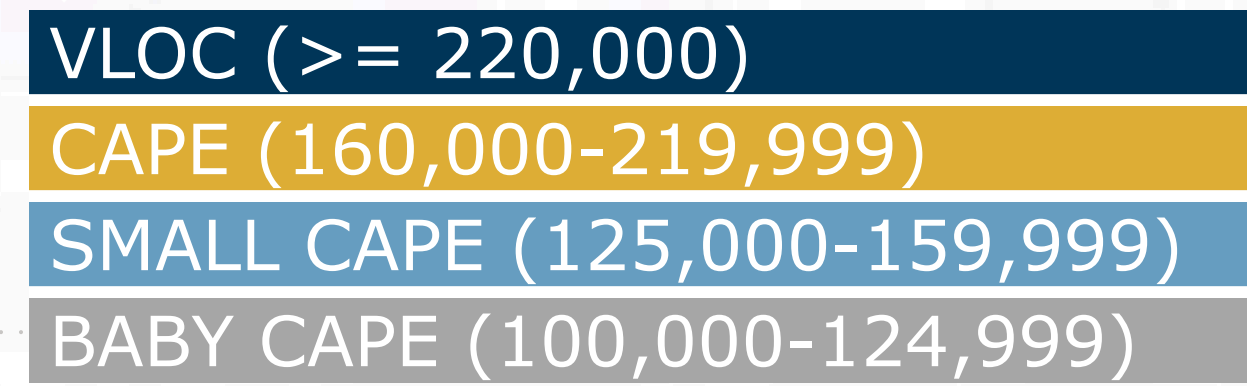 VLOC (>= 220,000)
CAPE (160,000-219,999)
SMALL CAPE (125,000-159,999)
BABY CAPE (100,000-124,999)